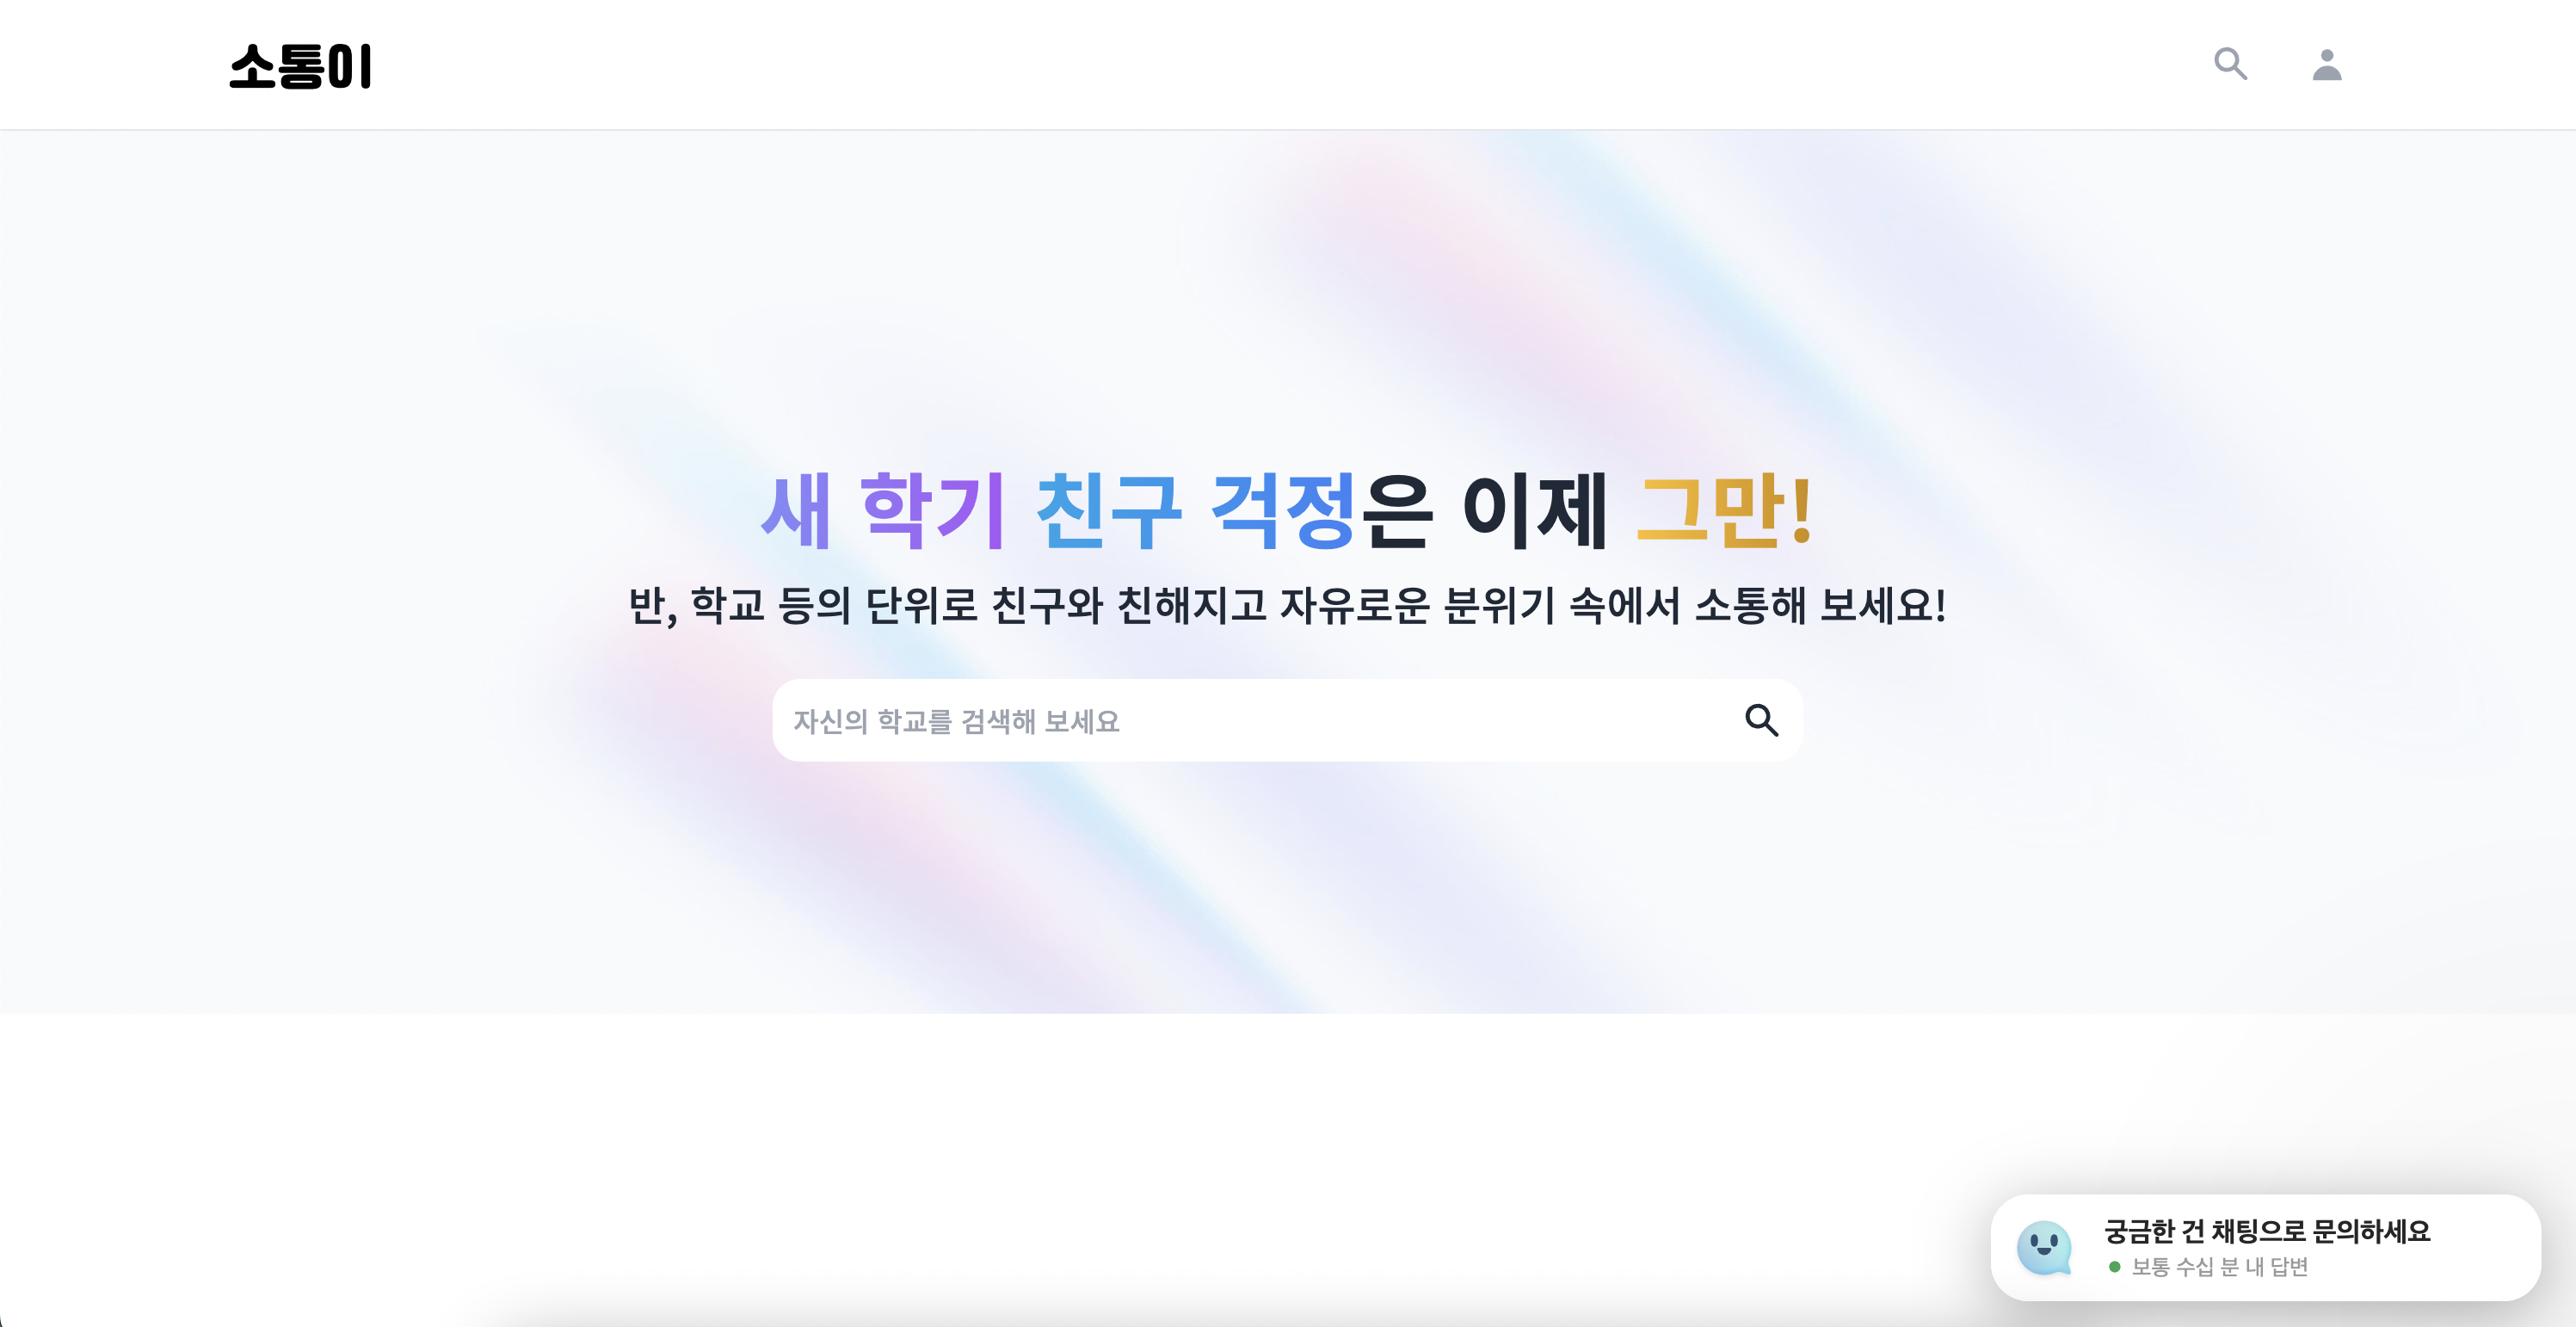 소통이
새 학기 친구 걱정은 이제 그만!
반, 학교 등의 단위로 친구와 친해지고 자유로운 분위기 속에서 소통해 보세요!
자신의 학교를 검색해 보세요
궁금한 건 채팅으로 문의하세요
보통 수십 분 내 답변